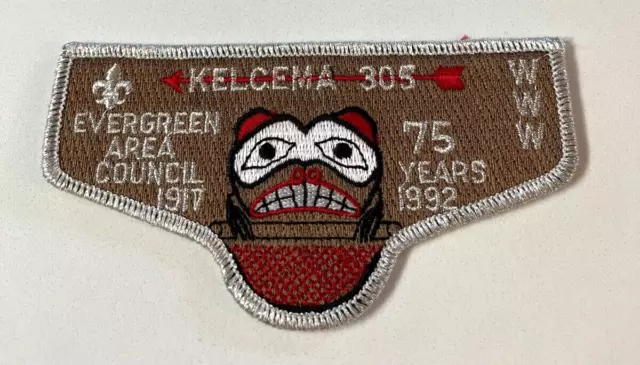 KELCEMA 305
WWW
EVERGREEN
AREA
COUNCIL
1917
75
YEARS
1992